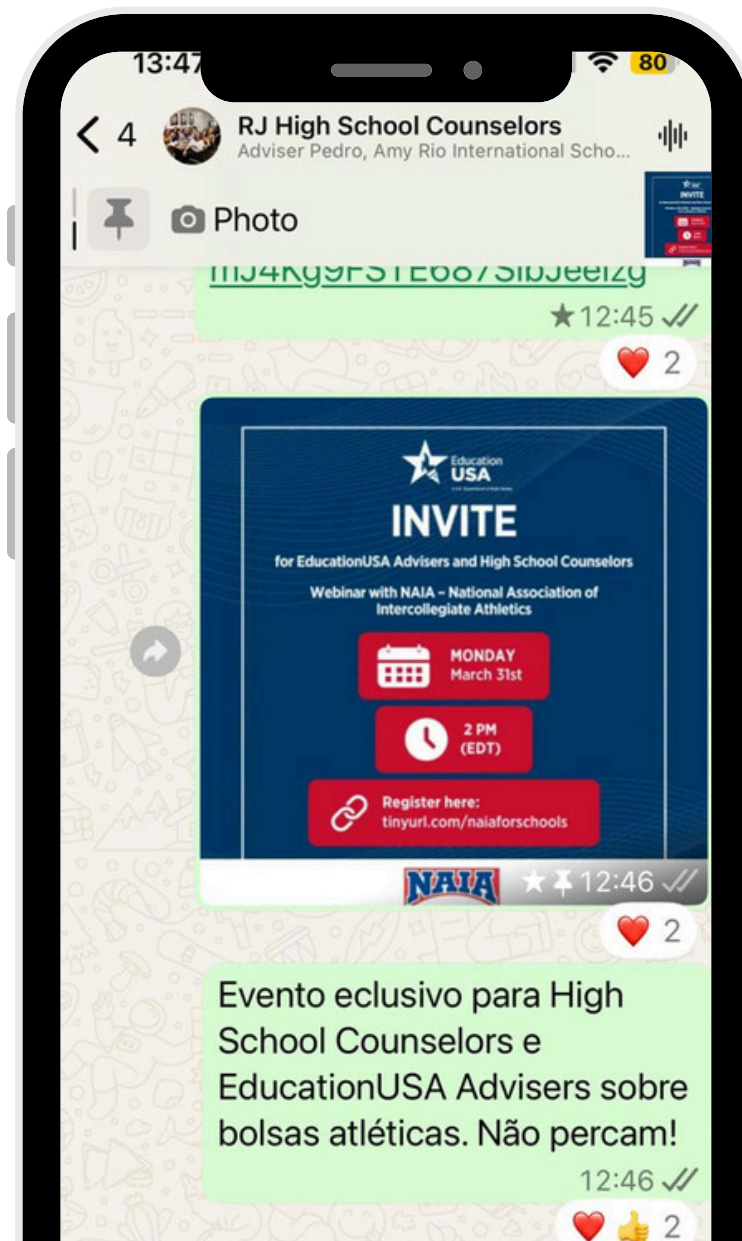 13:47
80
4
RJ High School Counselors
Adviser Pedro, Amy Rio International Scho...
Photo
INVITE
12:45
2
Education
USA
INVITE
for EducationUSA Advisers and High School Counselors
Webinar with NAIA – National Association of
Intercollegiate Athletics
MONDAY
March 31st
2 PM
(EDT)
Register here:
tinyurl.com/naiaforschools
NAIA
12:46
2
Evento eclusivo para High
School Counselors e
EducationUSA Advisers sobre
bolsas atléticas. Não percam!
12:46
2